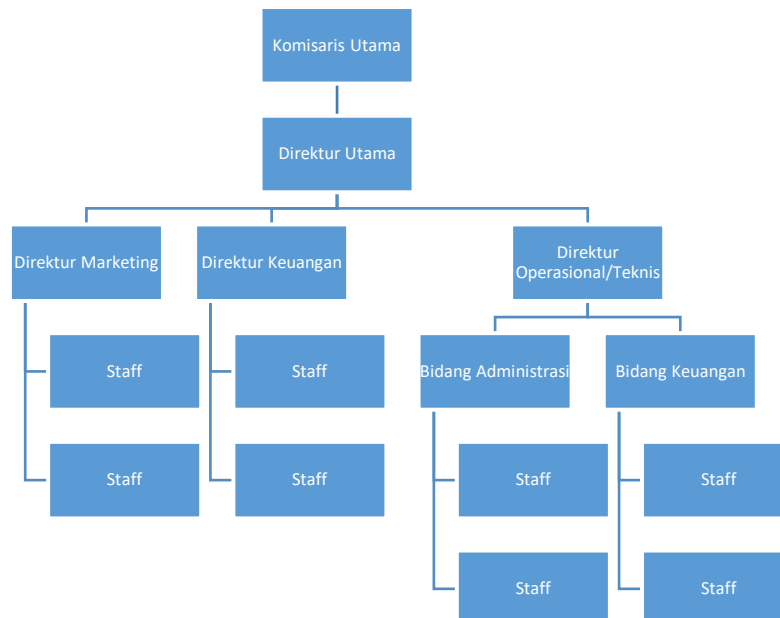 Komisaris Utama
Direktur Utama
Direktur Marketing
Direktur Keuangan
Direktur
Operasional/Teknis
Staff
Staff
Bidang Administrasi
Bidang Keuangan
Staff
Staff
Staff
Staff
Staff
Staff